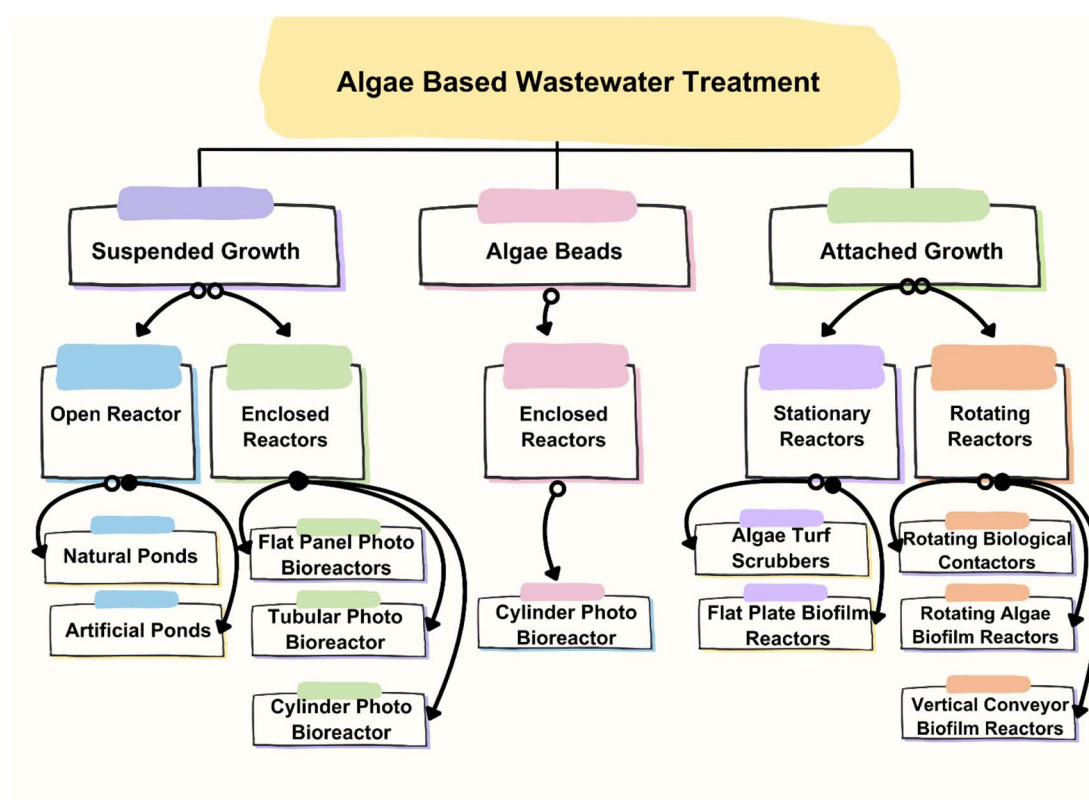 Algae Based Wastewater Treatment
Suspended Growth
Algae Beads
Attached Growth
Open Reactor
Enclosed
Reactors
Enclosed
Reactors
Stationary
Reactors
Rotating
Reactors
Natural Ponds
Artificial Ponds
Flat Panel Photo
Bioreactors
Tubular Photo
Bioreactor
Cylinder Photo
Bioreactor
Cylinder Photo
Bioreactor
Algae Turf
Scrubbers
Flat Plate Biofilm
Reactors
Rotating Biological
Contactors
Rotating Algae
Biofilm Reactors
Vertical Conveyor
Biofilm Reactors